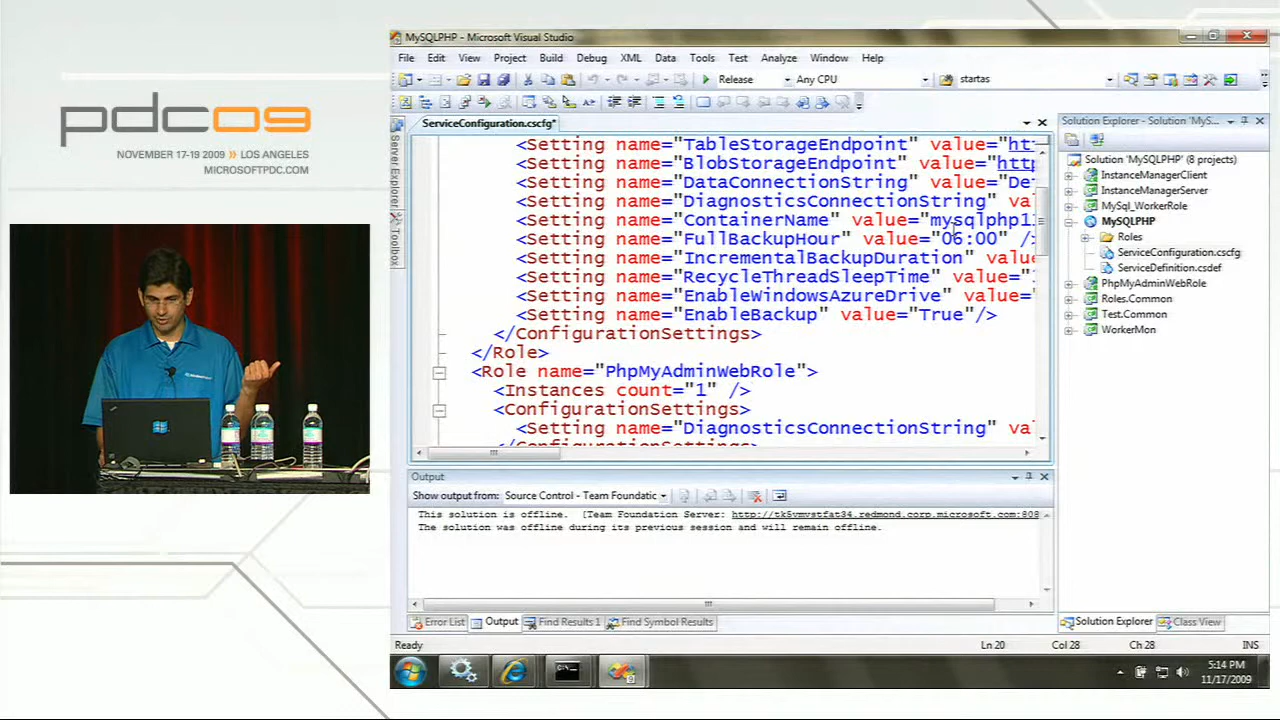 pdc09
NOVEMBER 17-19 2009 » LOS ANGELES
MICROSOFTPDC.COM
MySQLPHP - Microsoft Visual Studio
File Edit View Project Build Debug XML Data Tools Test Analyze Window Help
Release Any CPU startas
ServiceConfiguration.cscfg*
Server Explorer
Toolbox
<Setting name="TableStorageEndpoint" value="htt
<Setting name="BlobStorageEndpoint" value="http
<Setting name="DataConnectionString" value="De
<Setting name="DiagnosticsConnectionString" va
<Setting name="ContainerName" value="mysqlphp11
<Setting name="FullBackupHour" value="06:00" />
<Setting name="IncrementalBackupDuration" value
<Setting name="RecycleThreadSleepTime" value="
<Setting name="EnableWindowsAzureDrive" value="
<Setting name="EnableBackup" value="True"/>
</ConfigurationSettings>
</Role>
<Role name="PhpMyAdminWebRole">
<Instances count="1" />
<ConfigurationSettings>
<Setting name="DiagnosticsConnectionString" va
</ConfigurationSettings>
Solution Explorer - Solution 'MyS...
Solution 'MySQLPHP' (8 projects)
InstanceManagerClient
InstanceManagerServer
MySql_WorkerRole
MySQLPHP
Roles
ServiceConfiguration.cscfg
ServiceDefinition.csdef
PhpMyAdminWebRole
Roles.Common
Test.Common
WorkerMon
Output
Show output from: Source Control - Team Foundatic
This solution is offline. [Team Foundation Server: http://tk5vmvstfat34.redmond.corp.microsoft.com:808
The solution was offline during its previous session and will remain offline.
Error List Output Find Results 1 Find Symbol Results
Solution Explorer Class View
Ready Ln 20 Col 28 Ch 28 INS
5:14 PM
11/17/2009